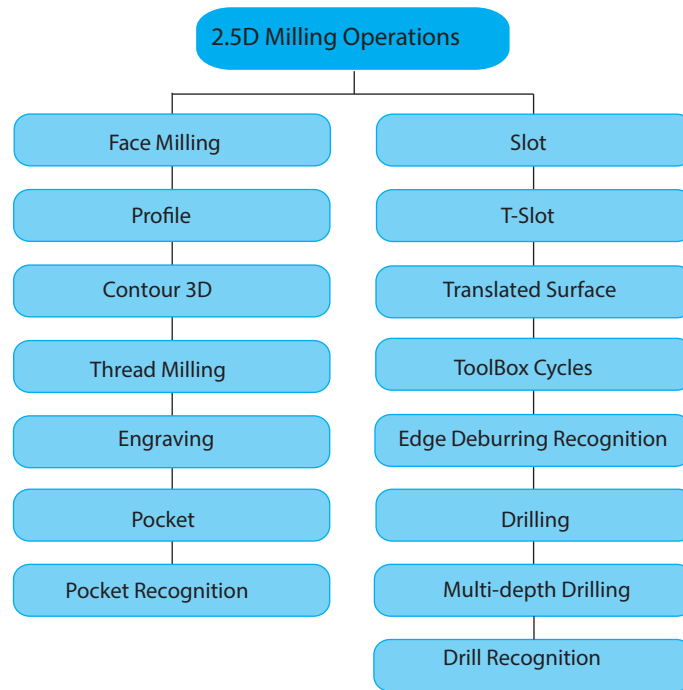 2.5D Milling Operations
Face Milling
Profile
Contour 3D
Thread Milling
Engraving
Pocket
Pocket Recognition
Slot
T-Slot
Translated Surface
ToolBox Cycles
Edge Deburring Recognition
Drilling
Multi-depth Drilling
Drill Recognition